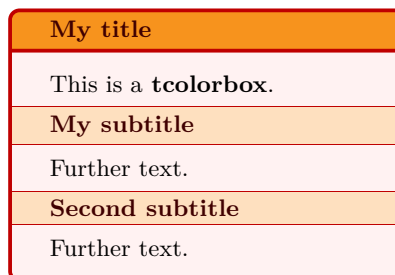 My title
This is a tcolorbox.
My subtitle
Further text.
Second subtitle
Further text.